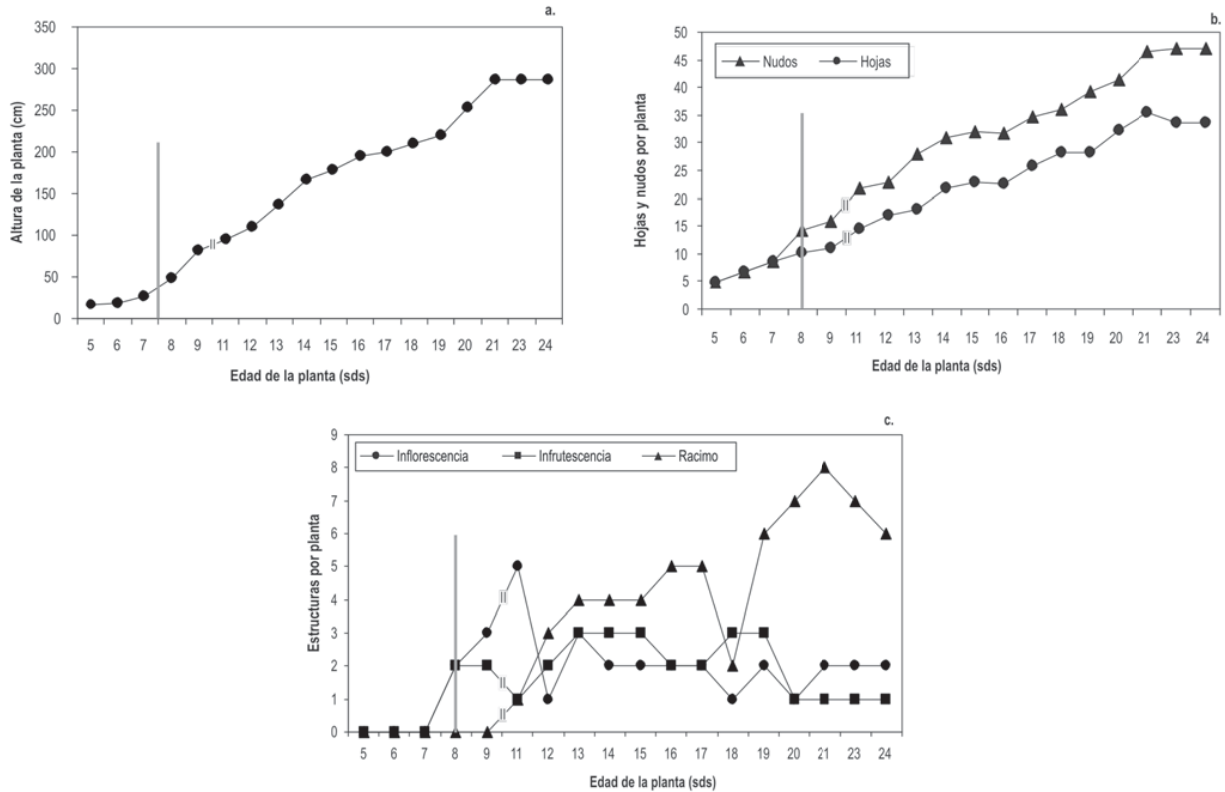 a.
350
300
250
200
150
100
50
0
Altura de la planta (cm)
5 6 7 8 9 11 12 13 14 15 16 17 18 19 20 21 23 24
Edad de la planta (sds)
b.
50
45
40
35
30
25
20
15
10
5
0
Hojas y nudos por planta
Nudos Hojas
5 6 7 8 9 11 12 13 14 15 16 17 18 19 20 21 23 24
Edad de la planta (sds)
c.
9
8
7
6
5
4
3
2
1
0
Estructuras por planta
Inflorescencia Infrutescencia Racimo
5 6 7 8 9 11 12 13 14 15 16 17 18 19 20 21 23 24
Edad de la planta (sds)